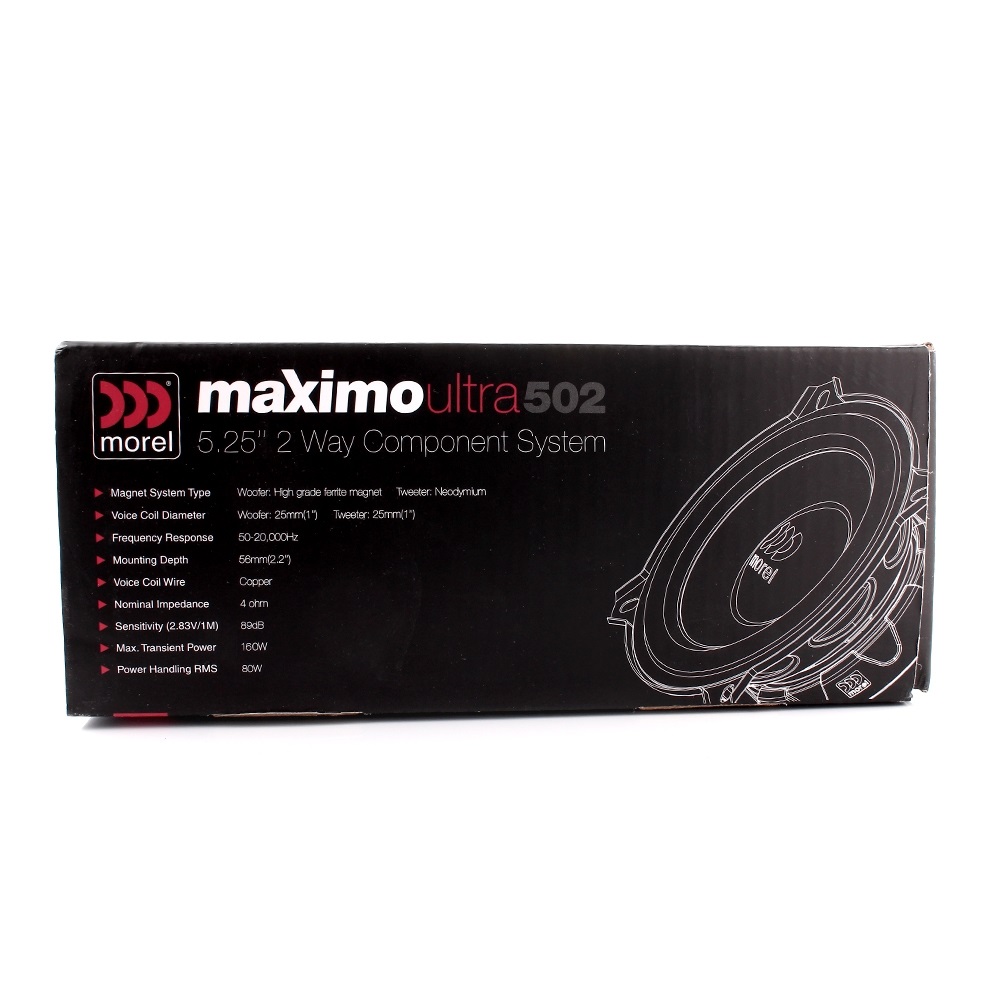 morel®
maximoultra502
5.25" 2 Way Component System
Magnet System Type Woofer: High grade ferrite magnet Tweeter: Neodymium
Voice Coil Diameter Woofer: 25mm(1") Tweeter: 25mm(1")
Frequency Response 50-20,000Hz
Mounting Depth 56mm(2.2")
Voice Coil Wire Copper
Nominal Impedance 4 ohm
Sensitivity (2.83V/1M) 89dB
Max. Transient Power 160W
Power Handling RMS 80W
morel
morel